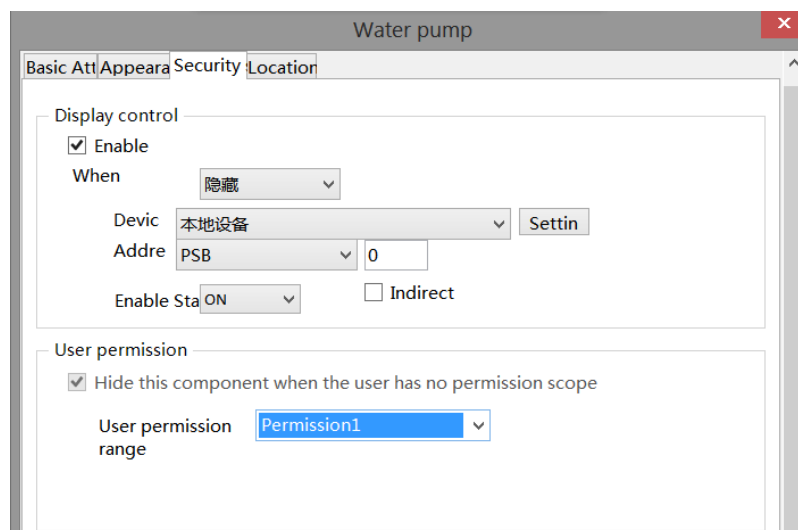 Water pump
Basic Att Appeara Security Location
Display control
Enable
When 隐藏
Devic 本地设备 Settin
Addre PSB 0
Enable Sta ON Indirect
User permission
Hide this component when the user has no permission scope
User permission Permission1
range